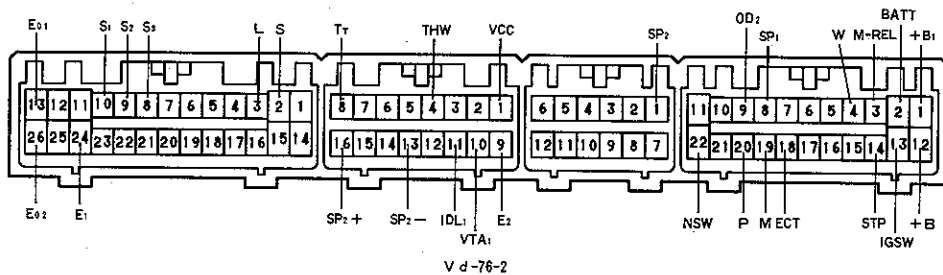 OD2 BATT
E01 S1 S2 S3 L S TT THW VCC SP2 SP1 W M-REL +B1
13 12 11 10 9 8 7 6 5 4 3 2 1 8 7 6 5 4 3 2 1 6 5 4 3 2 1 11 10 9 8 7 6 5 4 3 2 1
26 25 24 23 22 21 20 19 18 17 16 15 14 16 15 14 13 12 11 10 9 12 11 10 9 8 7 22 21 20 19 18 17 16 15 14 13 12
E02 E1 SP2+ SP2- IDL1 E2 NSW P M ECT STP +B
VTA1 IGSW
V d-76-2